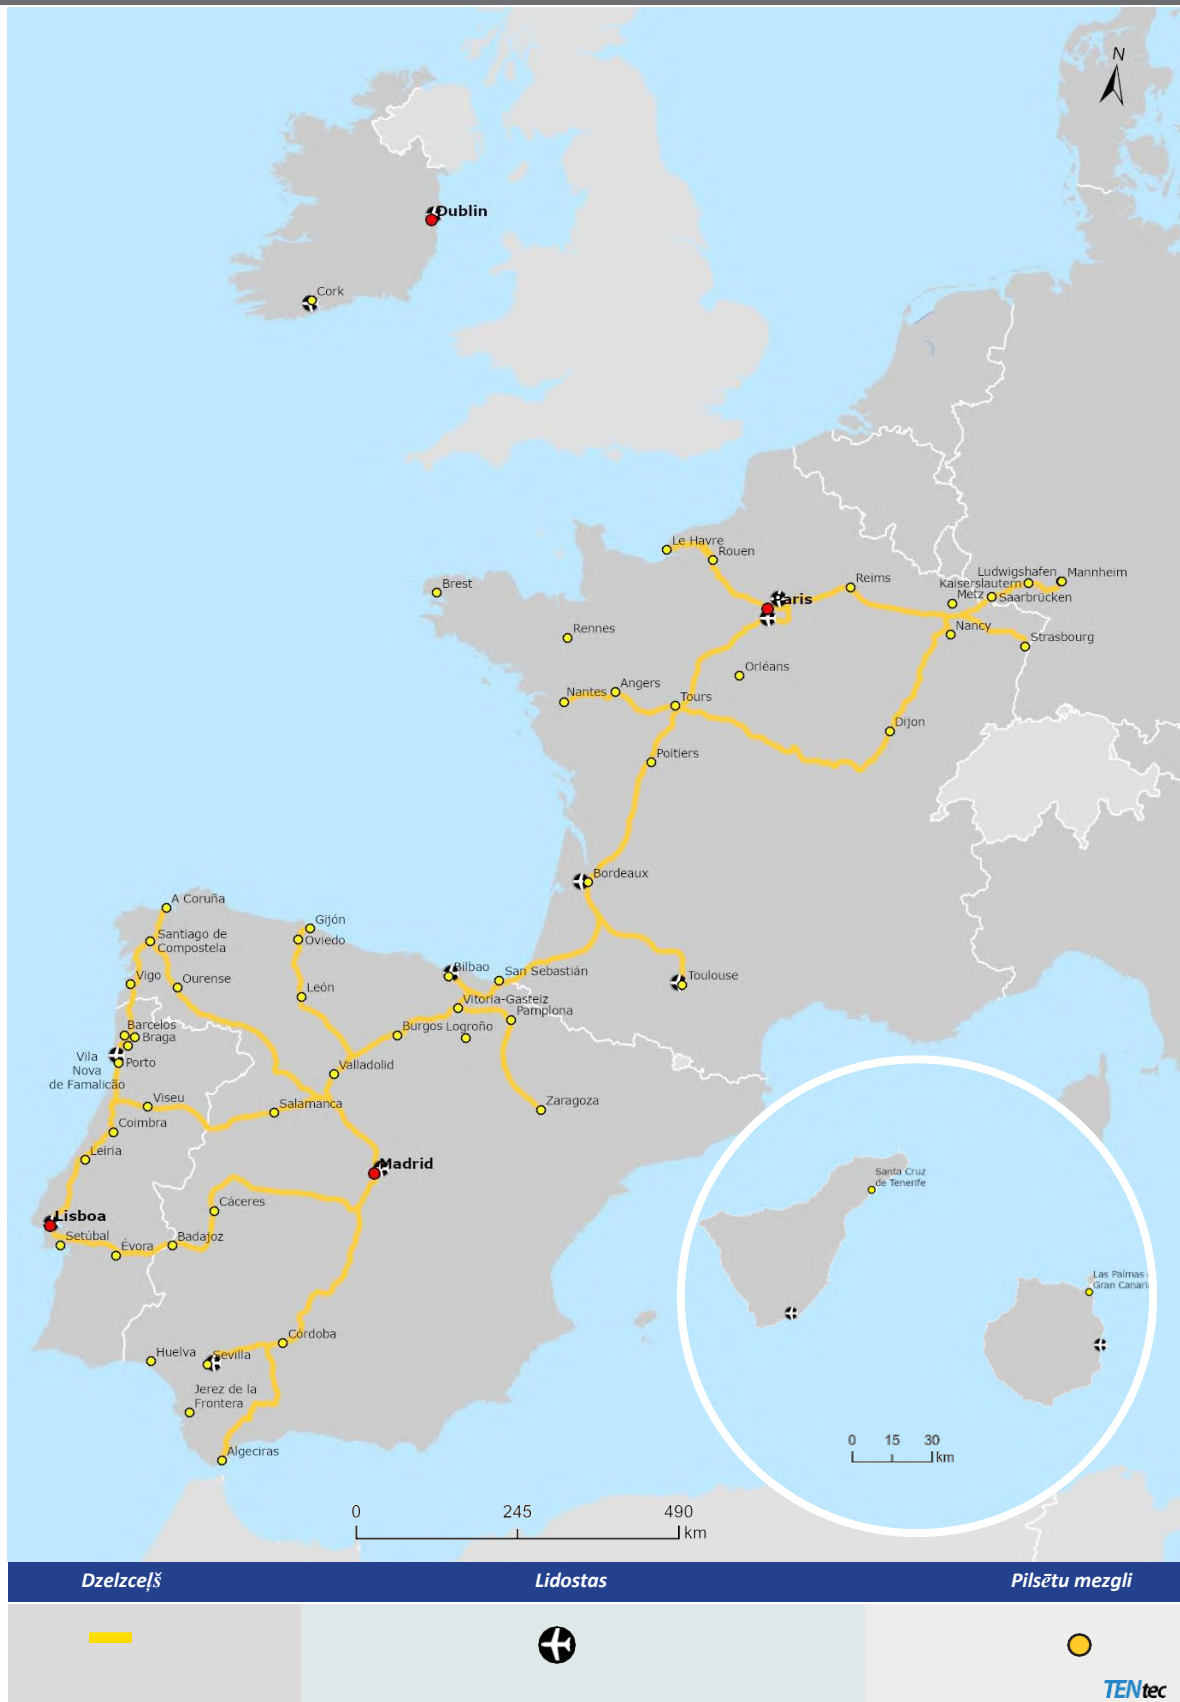 N
Dublin
Cork
Le Havre
Rouen
Reims
Ludwigshafen
Mannheim
Kaiserslautern
Metz
Saarbrücken
Brest
aris
Nancy
Strasbourg
Rennes
Orléans
Nantes
Angers
Tours
Dijon
Poitiers
Bordeaux
A Coruña
Gijón
Santiago de
Compostela
Oviedo
Bilbao
San Sebastián
Toulouse
Vigo
Ourense
León
Vitoria-Gasteiz
Pamplona
Barcelos
Braga
Burgos
Logroño
Vila
Nova
de Famalicão
Porto
Valladolid
Viseu
Salamanca
Zaragoza
Coimbra
Leiria
Madrid
Santa Cruz
de Tenerife
Cáceres
Lisboa
Setúbal
Évora
Badajoz
Las Palmas
Gran Canari
Córdoba
Huelva
Sevilla
Jerez de la
Frontera
Algeciras
0 15 30
km
0 245 490
km
Dzelzceļš Lidostas Pilsētu mezgli
TENtec